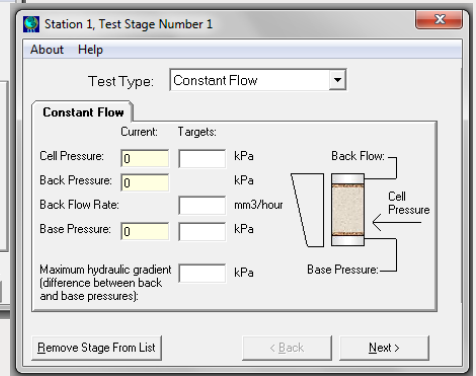 Station 1, Test Stage Number 1
About Help
Test Type: Constant Flow
Constant Flow
Current: Targets:
Cell Pressure: 0 kPa
Back Pressure: 0 kPa
Back Flow Rate: mm3/hour
Base Pressure: 0 kPa
Maximum hydraulic gradient kPa
(difference between back
and base pressures):
Back Flow:
Cell
Pressure
Base Pressure:
Remove Stage From List
< Back
Next >